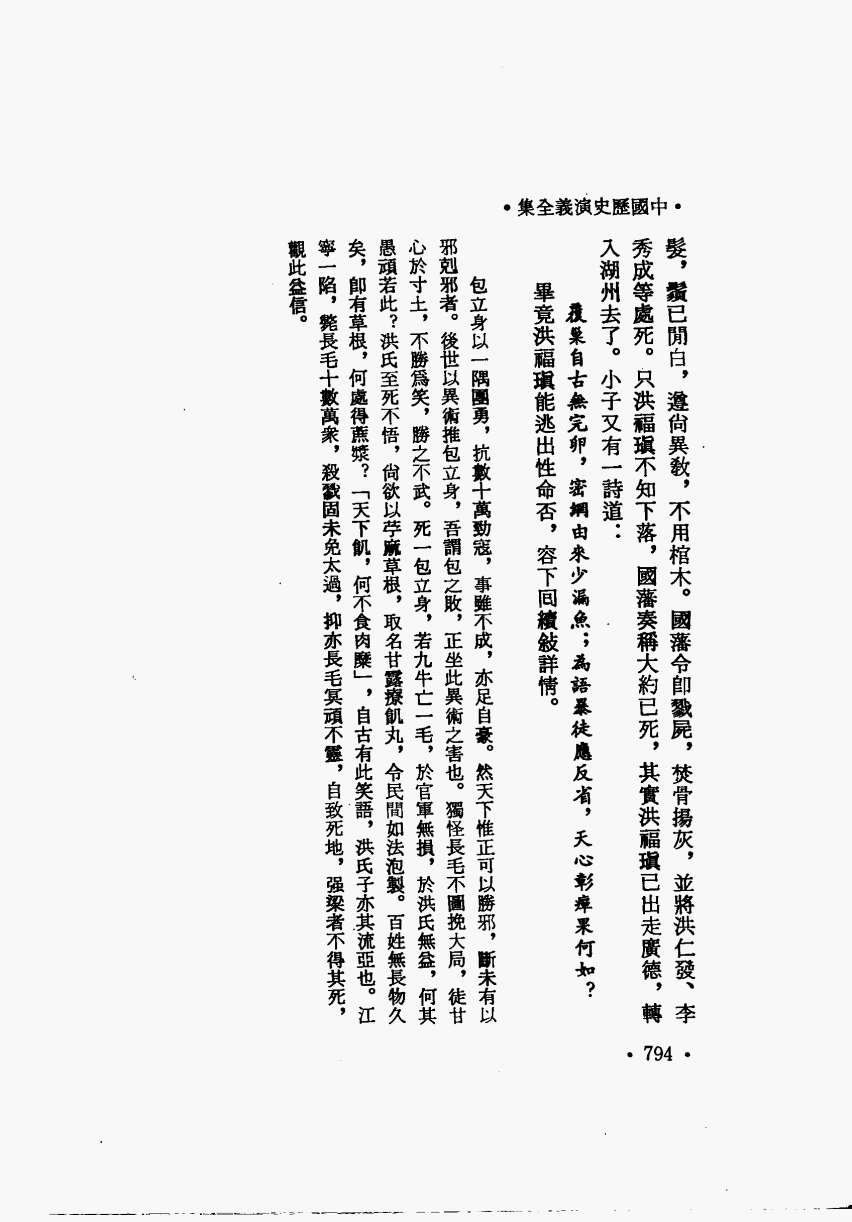 •中國歷史演義全集•
髮，鬚已閒白，遵尙異敎，不用棺木。國藩令卽戮屍，焚骨揚灰，並將洪仁發、李
秀成等處死。只洪福瑱不知下落，國藩奏稱大約已死，其實洪福瑱已出走廣德，轉
入湖州去了。小子又有一詩道：
覆巢自古無完卵，密網由來少漏魚；為語暴徒應反省，天心彰瘴果何如？
畢竟洪福瑱能逃出性命否，容下囘續敍詳情。
包立身以一隅團勇，抗數十萬勁寇，事雖不成，亦足自豪。然天下惟正可以勝邪，斷未有以
邪剋邪者。後世以異術推包立身，吾謂包之敗，正坐此異術之害也。獨怪長毛不圖挽大局，徒甘
心於寸土，不勝爲笑，勝之不武。死一包立身，若九牛亡一毛，於官軍無損，於洪氏無益，何其
愚頑若此？洪氏至死不悟，尙欲以苧麻草根，取名甘露療飢丸，令民間如法泡製。百姓無長物久
矣，卽有草根，何處得蔗漿？「天下飢，何不食肉糜」，自古有此笑語，洪氏子亦其流亞也。江
寧一陷，斃長毛十數萬衆，殺戮固未免太過，抑亦長毛冥頑不靈，自致死地，强梁者不得其死，
觀此益信。
• 794 •